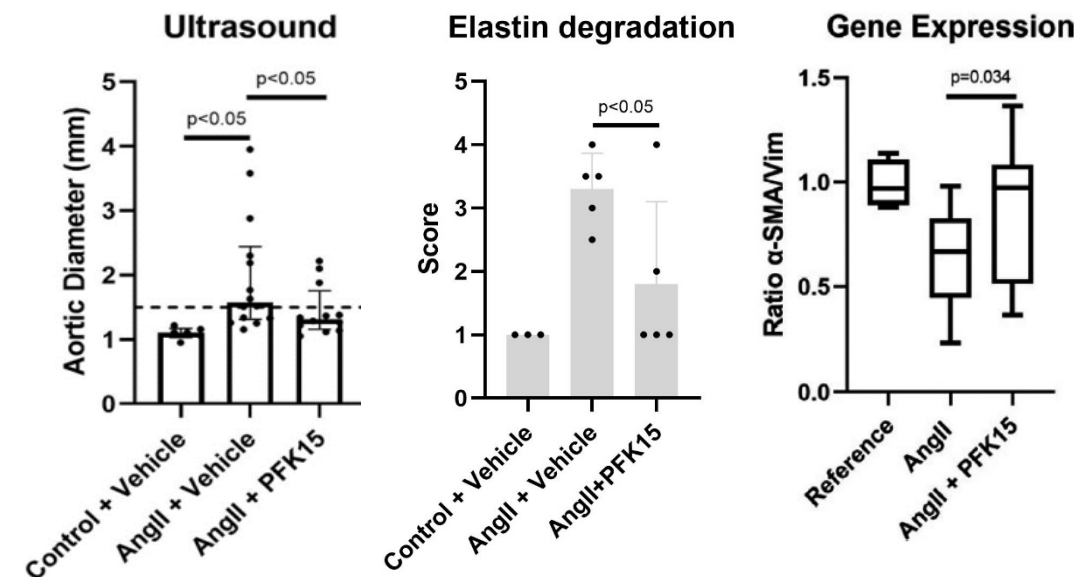 Ultrasound
p<0.05
p<0.05
Aortic Diameter (mm)
5
4
3
2
1
0
Control + Vehicle
AngII + Vehicle
AngII + PFK15
Elastin degradation
p<0.05
Score
5
4
3
2
1
0
Control + Vehicle
AngII + Vehicle
AngII+PFK15
Gene Expression
p=0.034
Ratio α-SMA/Vim
1.5
1.0
0.5
0.0
Reference
AngII
AngII + PFK15